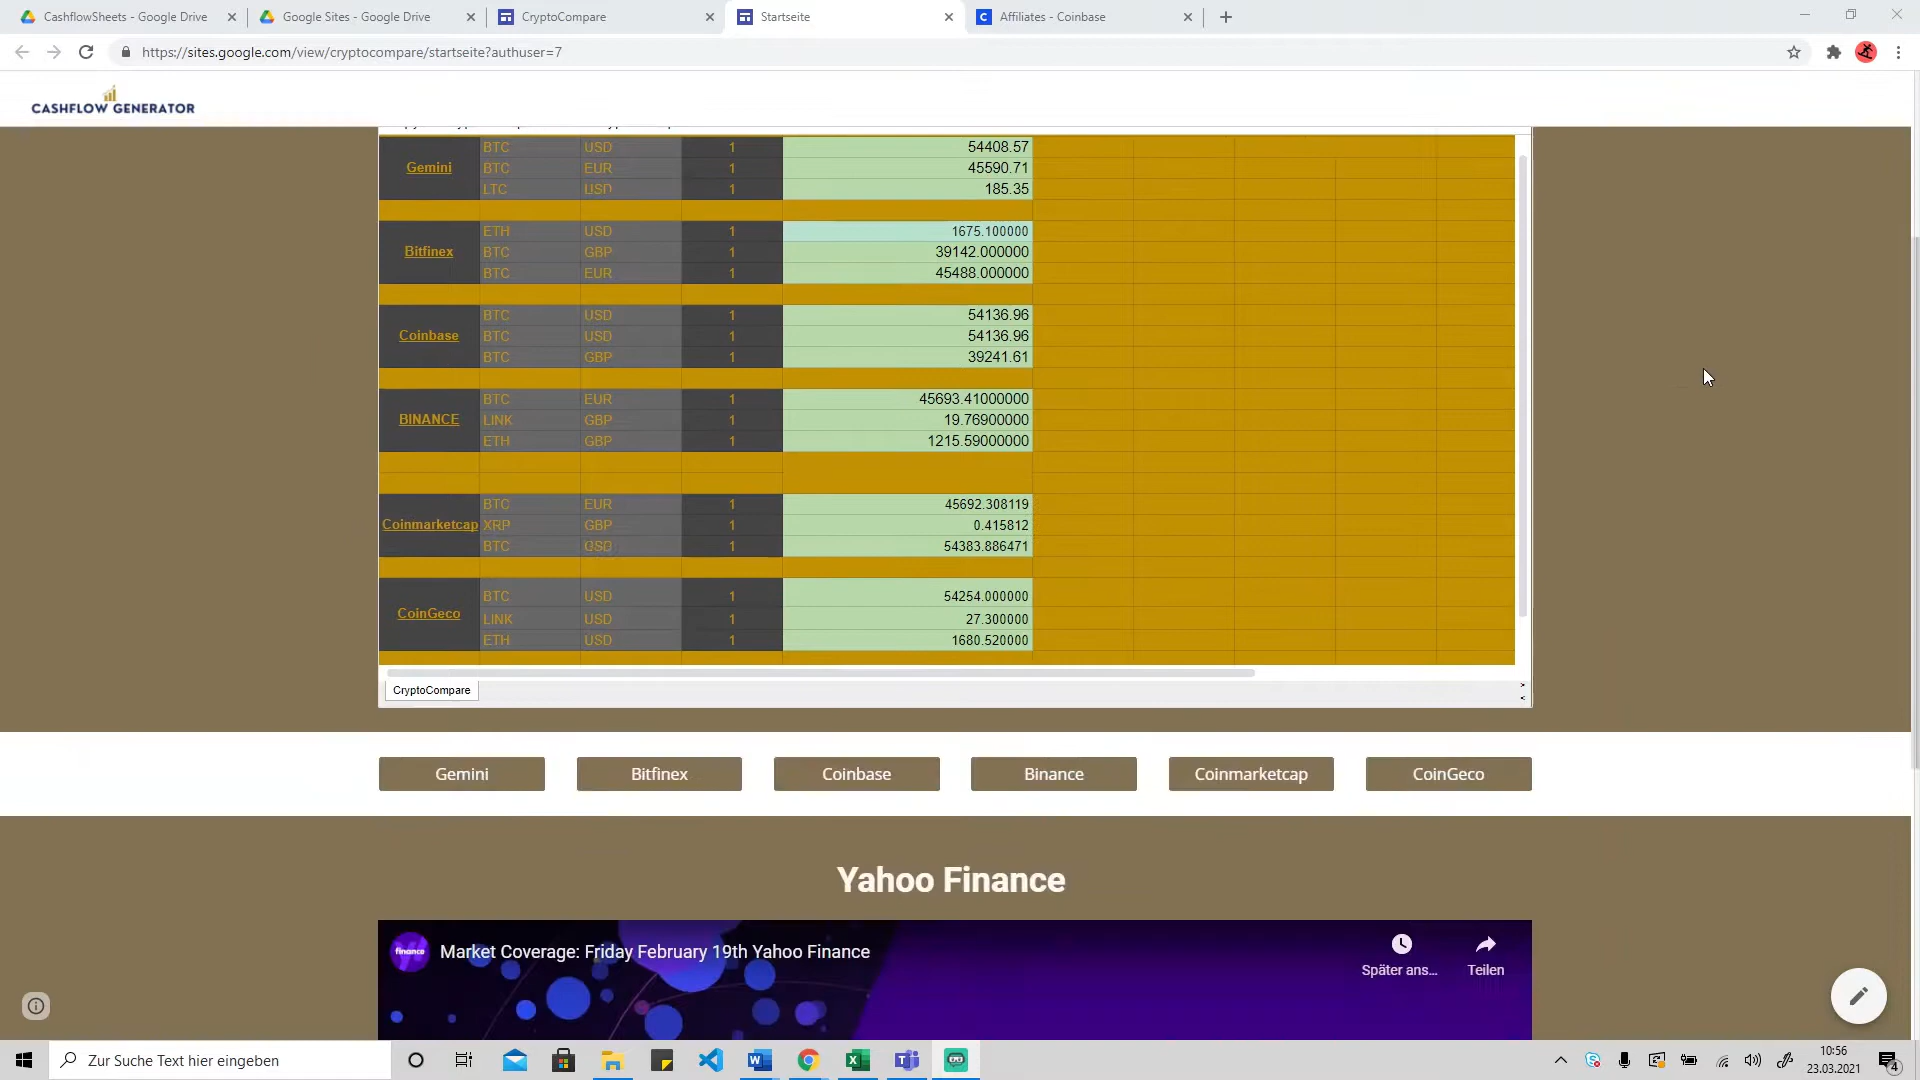 CashflowSheets - Google Drive
Google Sites - Google Drive
CryptoCompare
Startseite
Affiliates - Coinbase
https://sites.google.com/view/cryptocompare/startseite?authuser=7
CASHFLOW GENERATOR
Gemini
BTC USD 1 54408.57
BTC EUR 1 45590.71
LTC USD 1 185.35
Bitfinex
ETH USD 1 1675.100000
BTC GBP 1 39142.000000
BTC EUR 1 45488.000000
Coinbase
BTC USD 1 54136.96
BTC USD 1 54136.96
BTC GBP 1 39241.61
BINANCE
BTC EUR 1 45693.41000000
LINK GBP 1 19.76900000
ETH GBP 1 1215.59000000
Coinmarketcap
BTC EUR 1 45692.308119
XRP GBP 1 0.415812
BTC 1 54383.886471
CoinGeco
BTC USD 1 54254.000000
LINK USD 1 27.300000
ETH USD 1 1680.520000
CryptoCompare
Gemini Bitfinex Coinbase Binance Coinmarketcap CoinGeco
Yahoo Finance
finance
Market Coverage: Friday February 19th Yahoo Finance
Später ans...
Teilen
Zur Suche Text hier eingeben
10:56
23.03.2021
4